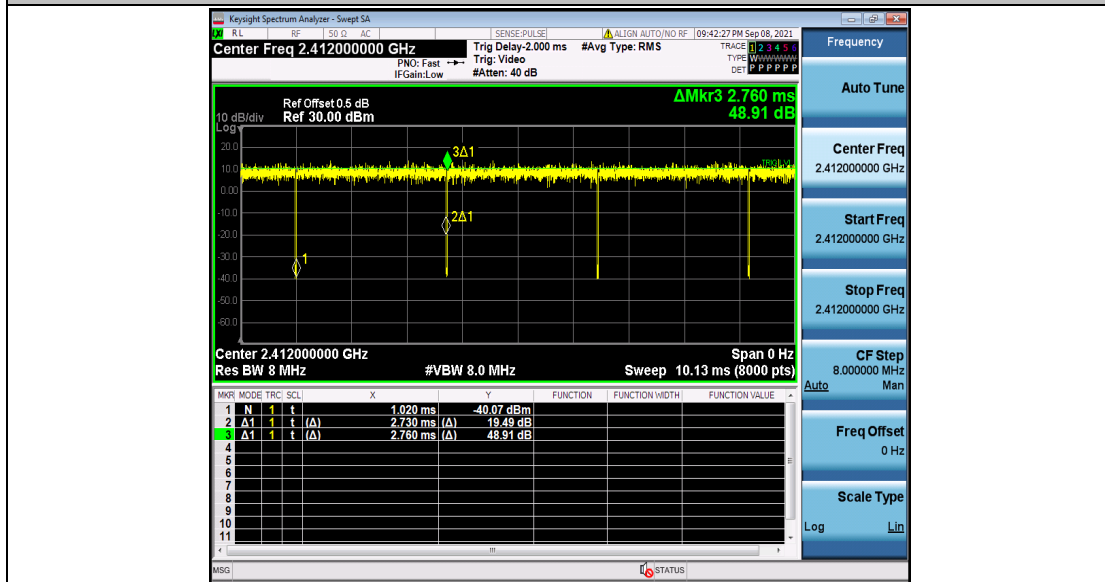 Keysight Spectrum Analyzer - Swept SA
RL RF 50 Ω AC SENSE:PULSE ALIGN AUTO/NO RF 09:42:27 PM Sep 08, 2021
Center Freq 2.412000000 GHz
PNO: Fast
IFGain:Low
Trig Delay-2.000 ms
Trig: Video
#Atten: 40 dB
#Avg Type: RMS
TRACE 1 2 3 4 5 6
TYPE WWWWWW
DET P P P P P P
ΔMkr3 2.760 ms
48.91 dB
Ref Offset 0.5 dB
10 dB/div Ref 30.00 dBm
Log
20.0
10.0
0.00
-10.0
-20.0
-30.0
-40.0
-50.0
-60.0
3Δ1
2Δ1
1
Center 2.412000000 GHz Span 0 Hz
Res BW 8 MHz #VBW 8.0 MHz Sweep 10.13 ms (8000 pts)
MKR MODE TRC SCL X Y FUNCTION FUNCTION WIDTH FUNCTION VALUE
1 N 1 t 1.020 ms -40.07 dBm
2 Δ1 1 t (Δ) 2.730 ms (Δ) 19.49 dB
3 Δ1 1 t (Δ) 2.760 ms (Δ) 48.91 dB
4
5
6
7
8
9
10
11
MSG STATUS
Frequency
Auto Tune
Center Freq
2.412000000 GHz
Start Freq
2.412000000 GHz
Stop Freq
2.412000000 GHz
CF Step
8.000000 MHz
Auto Man
Freq Offset
0 Hz
Scale Type
Log Lin